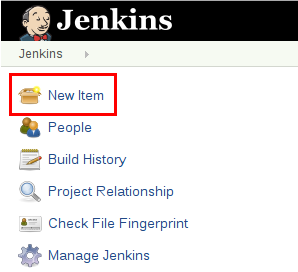 Jenkins
Jenkins
New Item
People
Build History
Project Relationship
Check File Fingerprint
Manage Jenkins